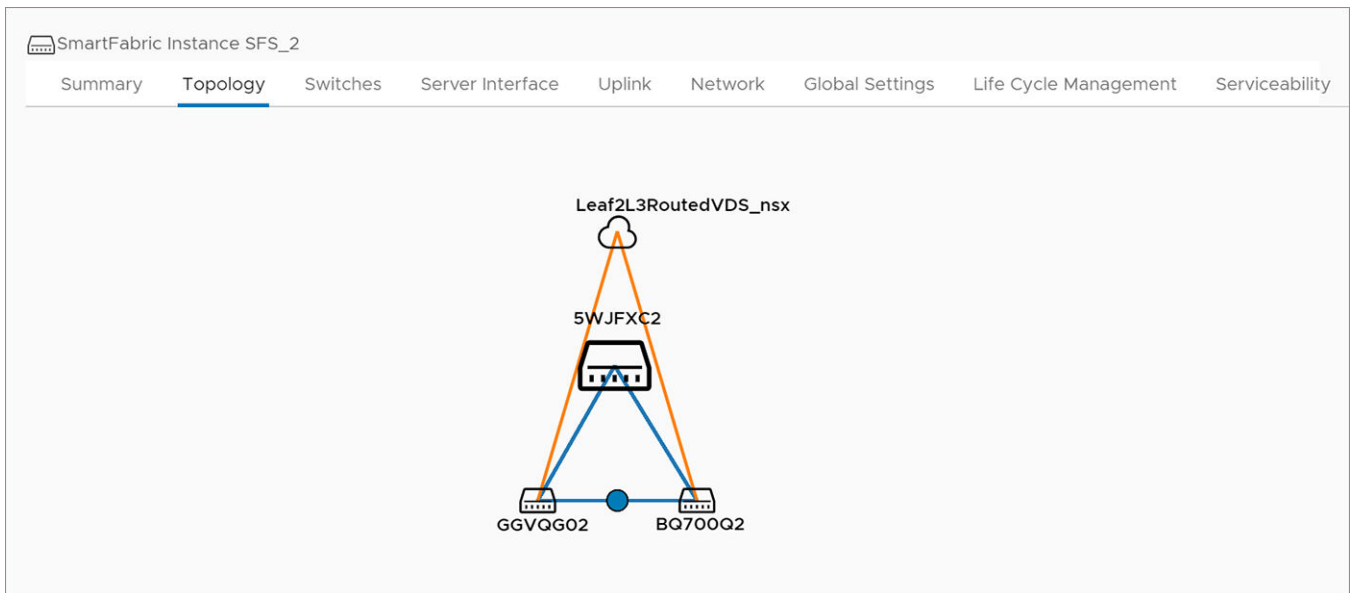 SmartFabric Instance SFS_2
Summary Topology Switches Server Interface Uplink Network Global Settings Life Cycle Management Serviceability
Leaf2L3RoutedVDS_nsx
5WJFXC2
GGVQG02 BQ700Q2